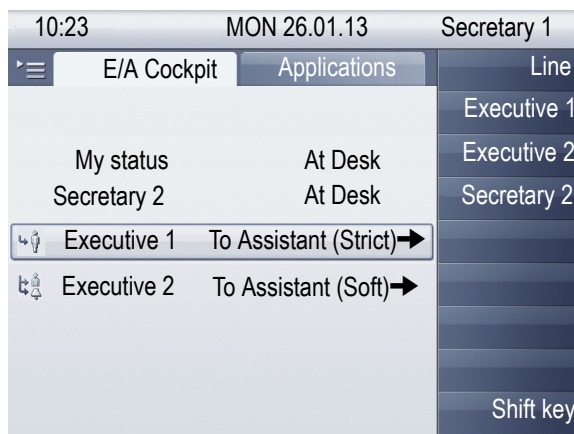 10:23 MON 26.01.13 Secretary 1
E/A Cockpit Applications Line
Executive 1
My status At Desk Executive 2
Secretary 2 At Desk Secretary 2
Executive 1 To Assistant (Strict)
Executive 2 To Assistant (Soft)
Shift key